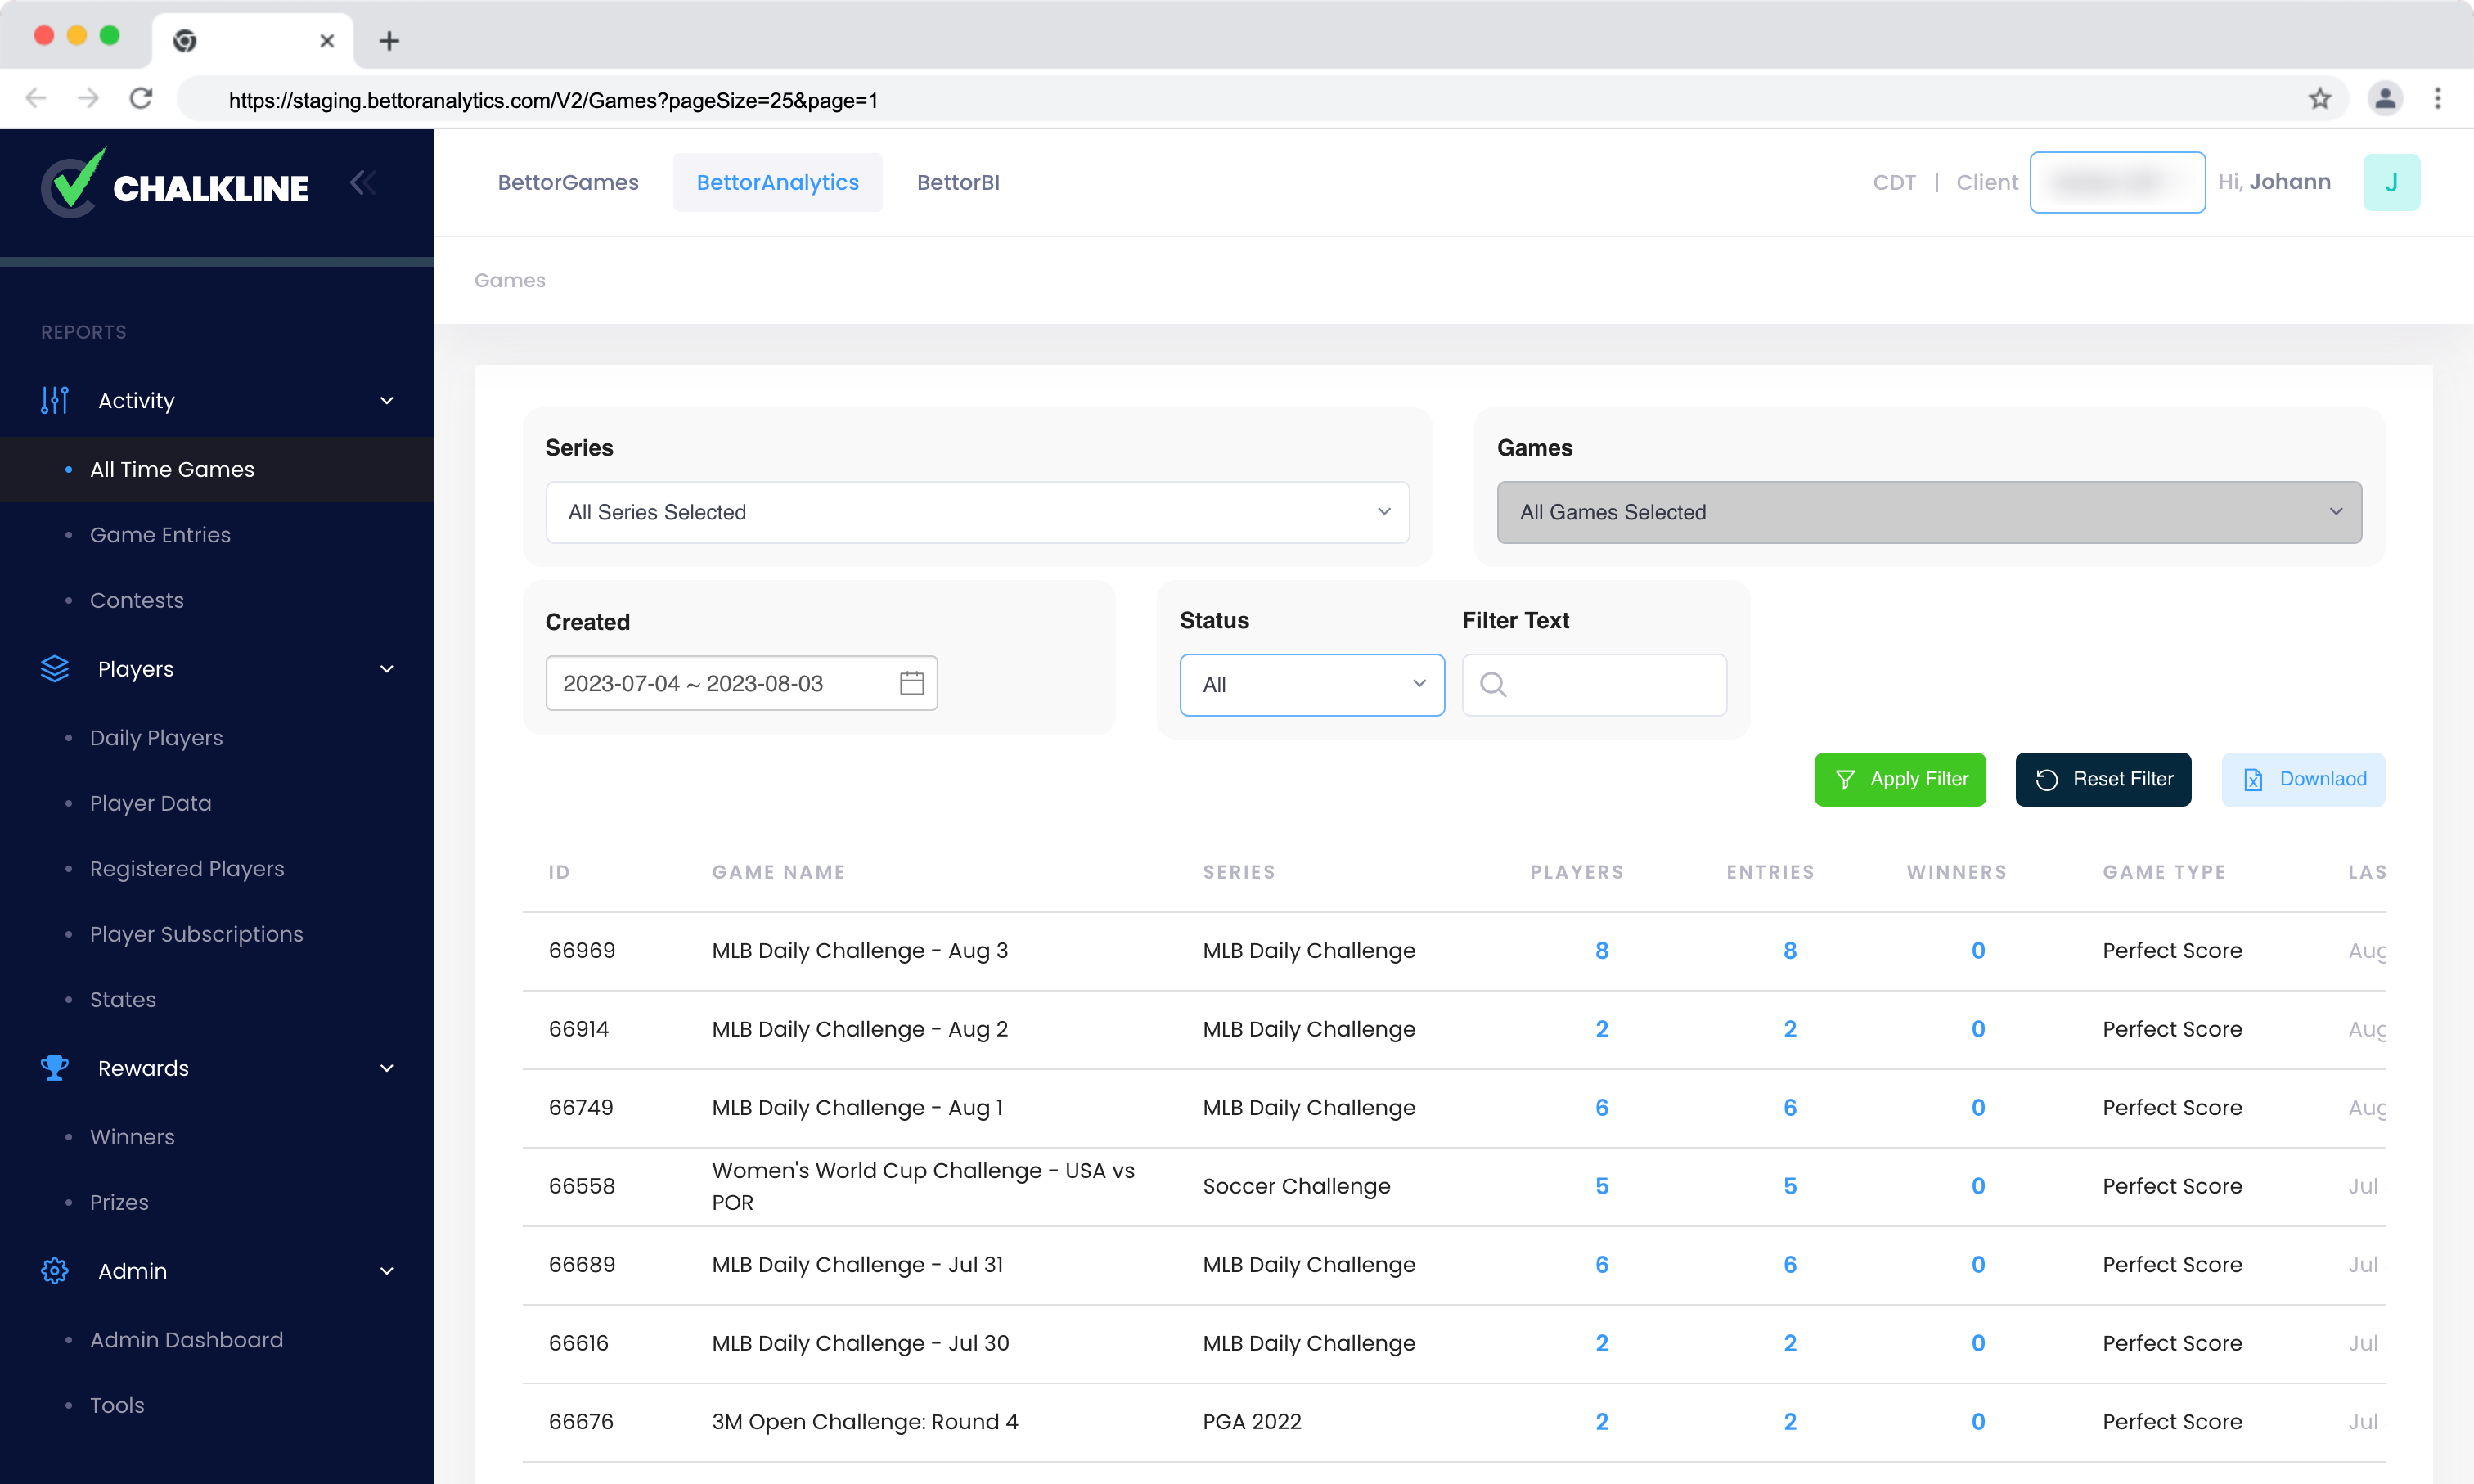 https://staging.bettoranalytics.com/V2/Games?pageSize=25&page=1
CHALKLINE
BettorGames BettorAnalytics BettorBI CDT | Client Hi, Johann J
Games
REPORTS
Activity
All Time Games
Game Entries
Contests
Players
Daily Players
Player Data
Registered Players
Player Subscriptions
States
Rewards
Winners
Prizes
Admin
Admin Dashboard
Tools
Series
All Series Selected
Games
All Games Selected
Created
2023-07-04 ~ 2023-08-03
Status
All
Filter Text
Apply Filter Reset Filter Downlaod
ID GAME NAME SERIES PLAYERS ENTRIES WINNERS GAME TYPE LAS
66969 MLB Daily Challenge - Aug 3 MLB Daily Challenge 8 8 0 Perfect Score Aug
66914 MLB Daily Challenge - Aug 2 MLB Daily Challenge 2 2 0 Perfect Score Aug
66749 MLB Daily Challenge - Aug 1 MLB Daily Challenge 6 6 0 Perfect Score Aug
66558 Women's World Cup Challenge - USA vs
POR Soccer Challenge 5 5 0 Perfect Score Jul
66689 MLB Daily Challenge - Jul 31 MLB Daily Challenge 6 6 0 Perfect Score Jul
66616 MLB Daily Challenge - Jul 30 MLB Daily Challenge 2 2 0 Perfect Score Jul
66676 3M Open Challenge: Round 4 PGA 2022 2 2 0 Perfect Score Jul